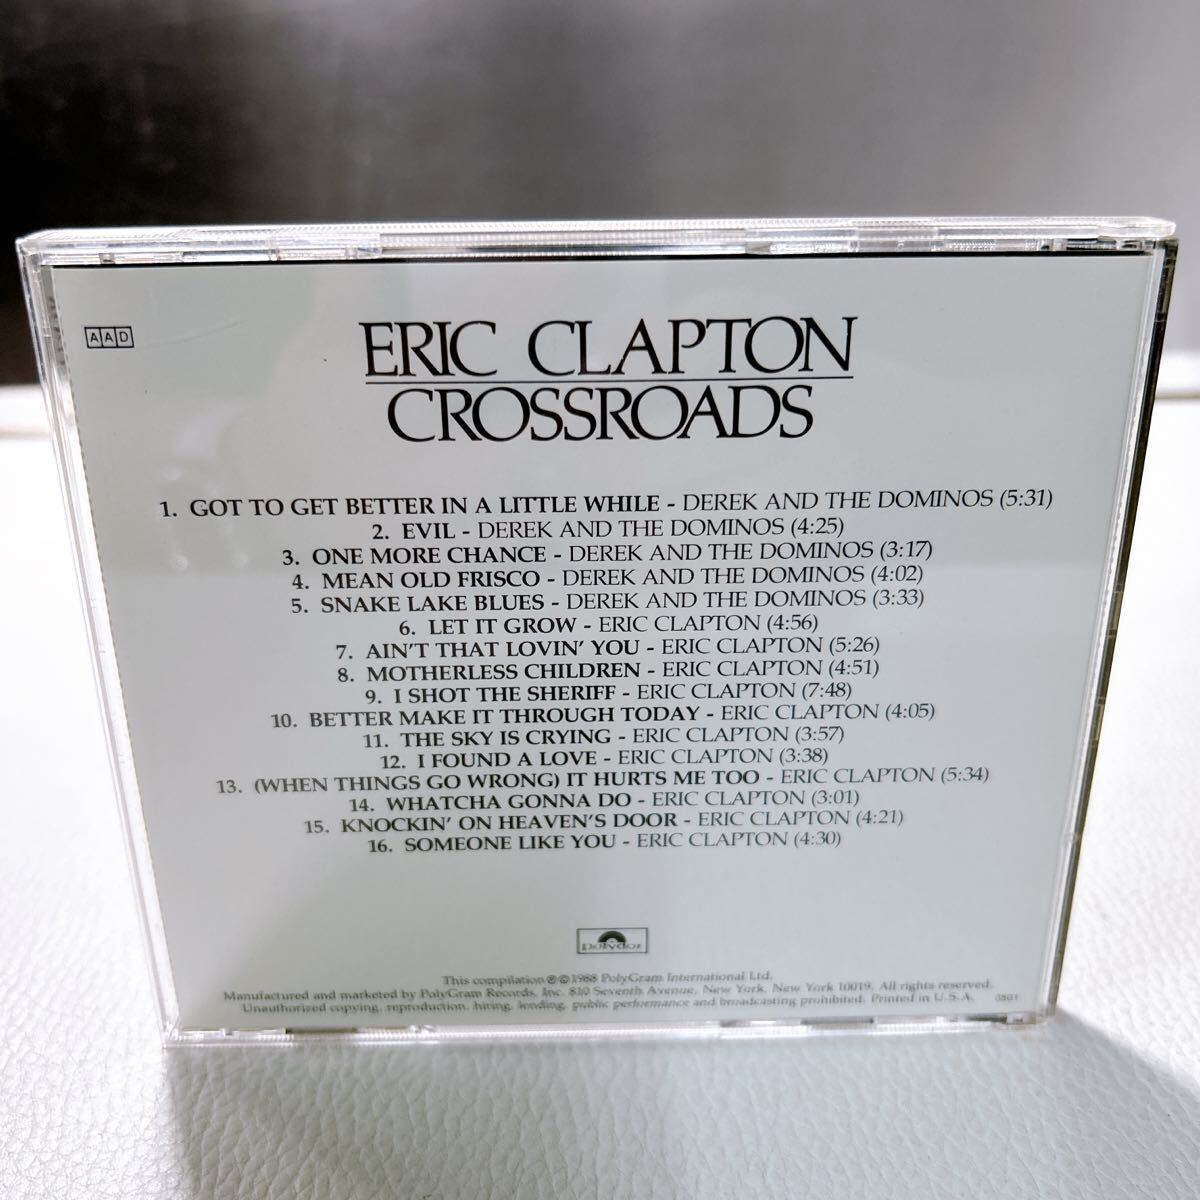 AAD
ERIC CLAPTON
CROSSROADS
1. GOT TO GET BETTER IN A LITTLE WHILE - DEREK AND THE DOMINOS (5:31)
2. EVIL - DEREK AND THE DOMINOS (4:25)
3. ONE MORE CHANCE - DEREK AND THE DOMINOS (3:17)
4. MEAN OLD FRISCO - DEREK AND THE DOMINOS (4:02)
5. SNAKE LAKE BLUES - DEREK AND THE DOMINOS (3:33)
6. LET IT GROW - ERIC CLAPTON (4:56)
7. AIN'T THAT LOVIN' YOU - ERIC CLAPTON (5:26)
8. MOTHERLESS CHILDREN - ERIC CLAPTON (4:51)
9. I SHOT THE SHERIFF - ERIC CLAPTON (7:48)
10. BETTER MAKE IT THROUGH TODAY - ERIC CLAPTON (4:05)
11. THE SKY IS CRYING - ERIC CLAPTON (3:57)
12. I FOUND A LOVE - ERIC CLAPTON (3:38)
13. (WHEN THINGS GO WRONG) IT HURTS ME TOO - ERIC CLAPTON (5:34)
14. WHATCHA GONNA DO - ERIC CLAPTON (3:01)
15. KNOCKIN' ON HEAVEN'S DOOR - ERIC CLAPTON (4:21)
16. SOMEONE LIKE YOU - ERIC CLAPTON (4:30)
polydor
This compilation ℗©1988 PolyGram International Ltd.
Manufactured and marketed by PolyGram Records, Inc. 810 Seventh Avenue, New York, New York 10019. All rights reserved.
Unauthorized copying, reproduction, hiring, lending, public performance and broadcasting prohibited. Printed in U.S.A.